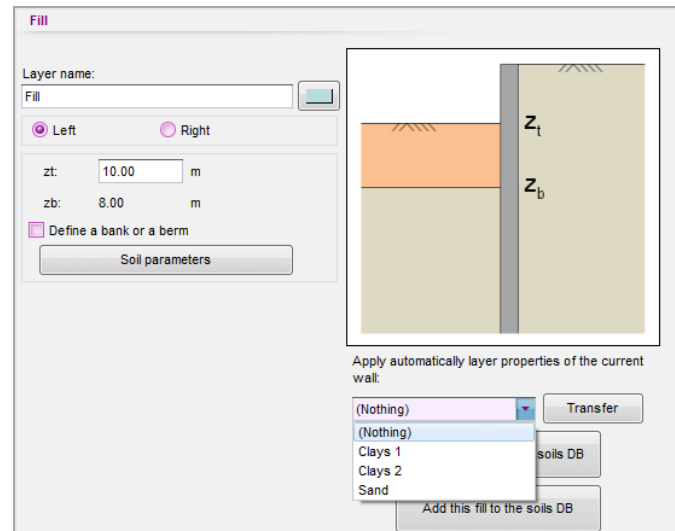 Fill
Layer name:
Fill
Left Right
zt: 10.00 m
zb: 8.00 m
Define a bank or a berm
Soil parameters
zt
zb
Apply automatically layer properties of the current
wall:
(Nothing) Transfer
(Nothing)
Clays 1
Clays 2
Sand
soils DB
Add this fill to the soils DB